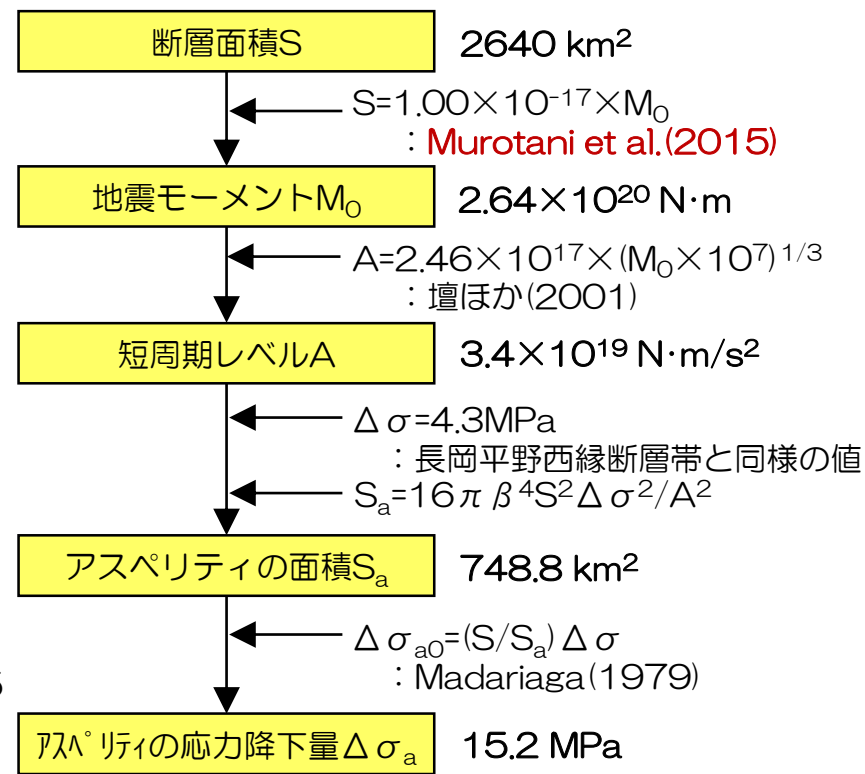 断層面積S 2640 km²
S=1.00×10⁻¹⁷×M₀
：Murotani et al.(2015)
地震モーメントM₀ 2.64×10²⁰ N·m
A=2.46×10¹⁷×(M₀×10⁷)¹/³
：壇ほか(2001)
短周期レベルA 3.4×10¹⁹ N·m/s²
Δσ=4.3MPa
：長岡平野西縁断層帯と同様の値
Sₐ=16πβ⁴S²Δσ²/A²
アスペリティの面積Sₐ 748.8 km²
Δσₐ₀=(S/Sₐ)Δσ
：Madariaga(1979)
ｱｽﾍﾟﾘﾃｨの応力降下量Δσₐ 15.2 MPa